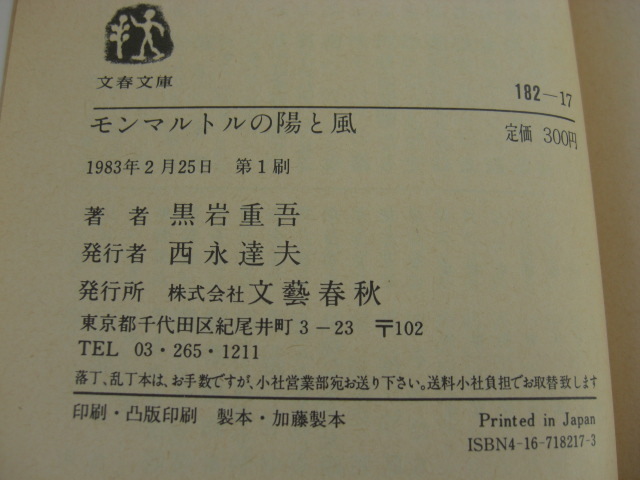 文春文庫
182—17
モンマルトルの陽と風
定価 300円
1983年2月25日 第1刷
著者 黒岩重吾
発行者 西永達夫
発行所 株式会社 文藝春秋
東京都千代田区紀尾井町3-23 〒102
TEL 03・265・1211
落丁、乱丁本は、お手数ですが、小社営業部宛お送り下さい。送料小社負担でお取替致します
印刷・凸版印刷 製本・加藤製本
Printed in Japan
ISBN4-16-718217-3